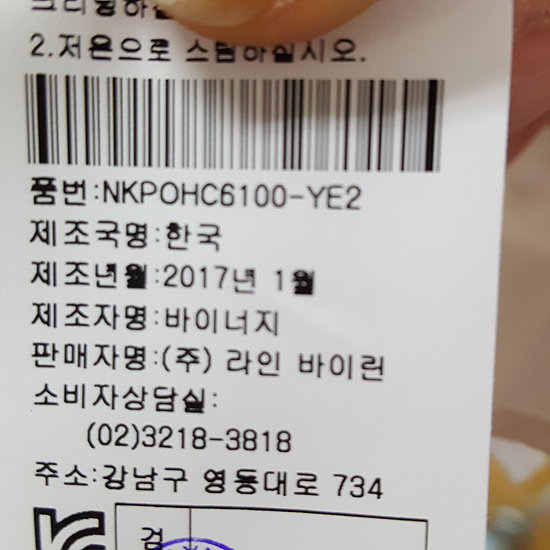 2.저온으로 스팀하십시오.
품번:NKPOHC6100-YE2
제조국명:한국
제조년월:2017년 1월
제조자명:바이너지
판매자명:(주) 라인 바이런
소비자상담실:
(02)3218-3818
주소:강남구 영동대로 734
검